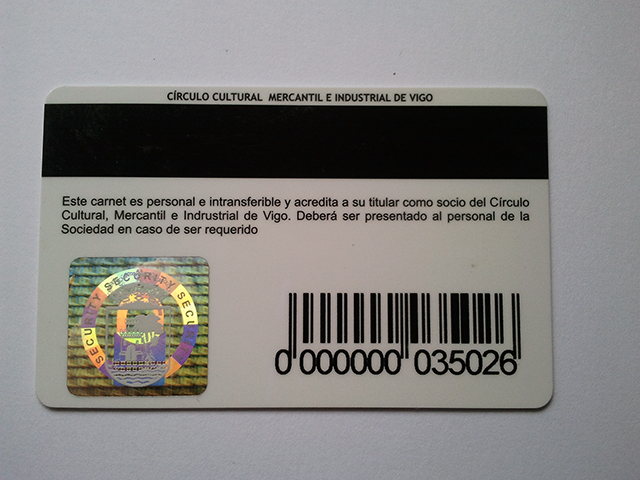 CÍRCULO CULTURAL MERCANTIL E INDUSTRIAL DE VIGO
Este carnet es personal e intransferible y acredita a su titular como socio del Círculo
Cultural, Mercantil e Indrustrial de Vigo. Deberá ser presentado al personal de la
Sociedad en caso de ser requerido
SECURITY SECURITY SECU
0 000000 035026